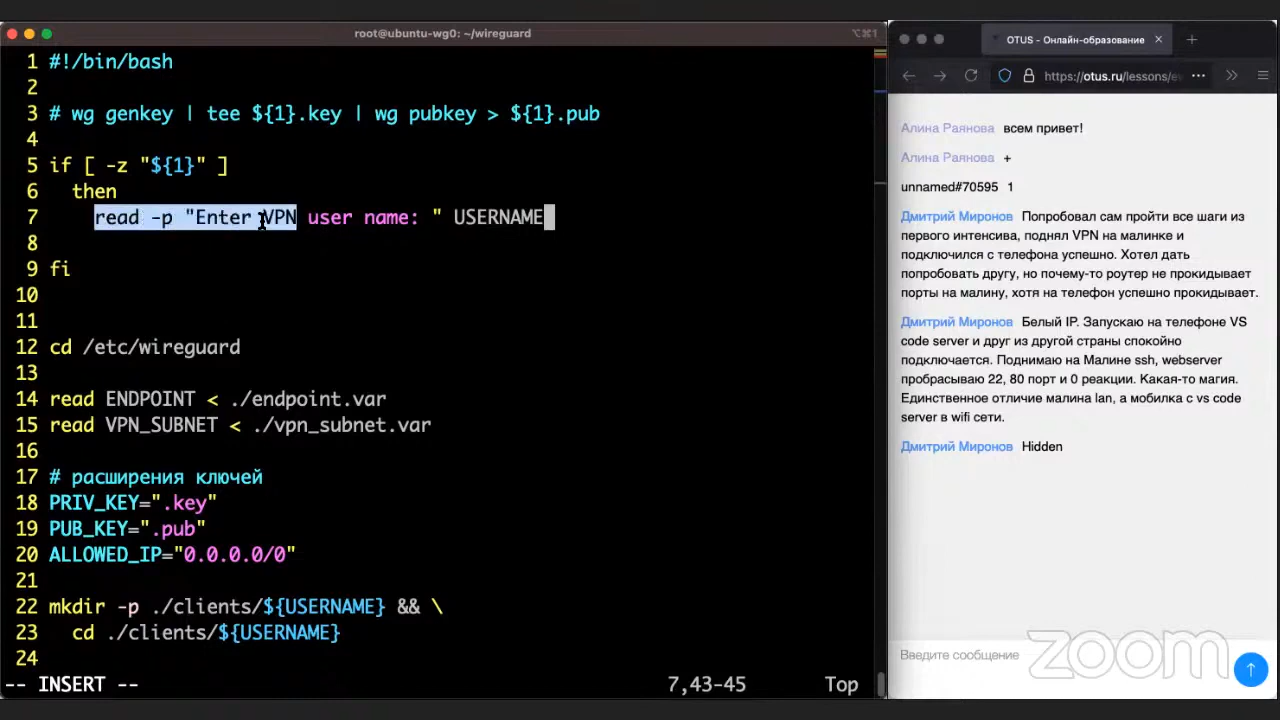 root@ubuntu-wg0: ~/wireguard
⌥⌘1
1 #!/bin/bash
2
3 # wg genkey | tee ${1}.key | wg pubkey > ${1}.pub
4
5 if [ -z "${1}" ]
6 then
7 read -p "Enter VPN user name: " USERNAME
8
9 fi
10
11
12 cd /etc/wireguard
13
14 read ENDPOINT < ./endpoint.var
15 read VPN_SUBNET < ./vpn_subnet.var
16
17 # расширения ключей
18 PRIV_KEY=".key"
19 PUB_KEY=".pub"
20 ALLOWED_IP="0.0.0.0/0"
21
22 mkdir -p ./clients/${USERNAME} && \
23 cd ./clients/${USERNAME}
24
-- INSERT -- 7,43-45 Top
OTUS - Онлайн-образование
https://otus.ru/lessons/
Алина Раянова всем привет!
Алина Раянова +
unnamed#70595 1
Дмитрий Миронов Попробовал сам пройти все шаги из
первого интенсива, поднял VPN на малинке и
подключился с телефона успешно. Хотел дать
попробовать другу, но почему-то роутер не прокидывает
порты на малину, хотя на телефон успешно прокидывает.
Дмитрий Миронов Белый IP. Запускаю на телефоне VS
code server и друг из другой страны спокойно
подключается. Поднимаю на Малине ssh, webserver
пробрасываю 22, 80 порт и 0 реакции. Какая-то магия.
Единственное отличие малина lan, а мобилка с vs code
server в wifi сети.
Дмитрий Миронов Hidden
Введите сообщение
zoom